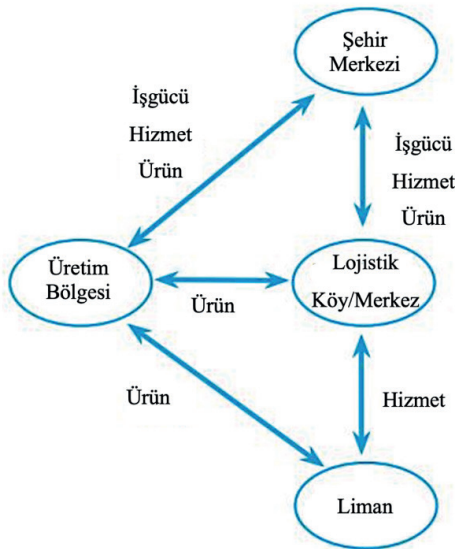 Şehir
Merkezi
İşgücü
Hizmet
Ürün
İşgücü
Hizmet
Ürün
Üretim
Bölgesi
Ürün
Lojistik
Köy/Merkez
Ürün
Hizmet
Liman